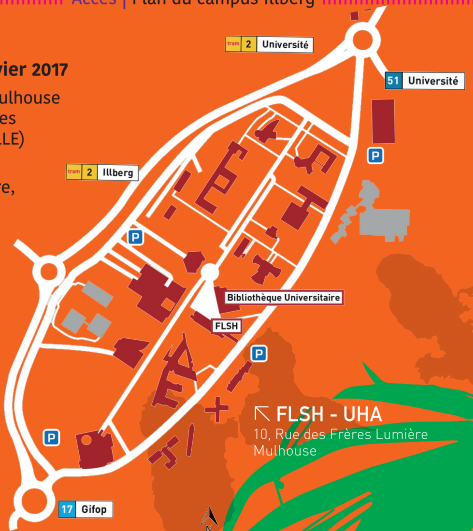 Accès | Plan du campus Illberg
tram 2 Université
vier 2017
51 Université
ulhouse
es
LLE)
P
tram 2 Illberg
re,
P
Bibliothèque Universitaire
FLSH
P
FLSH - UHA
10, Rue des Frères Lumière
Mulhouse
P
17 Gifop